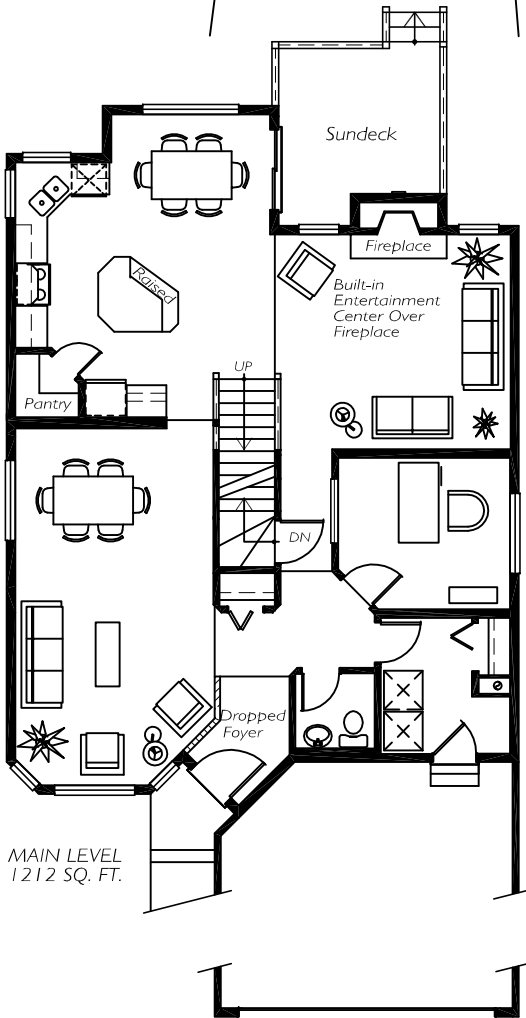 Sundeck
Fireplace
Raised
Built-in
Entertainment
Center Over
Fireplace
UP
Pantry
DN
Dropped
Foyer
MAIN LEVEL
1212 SQ. FT.